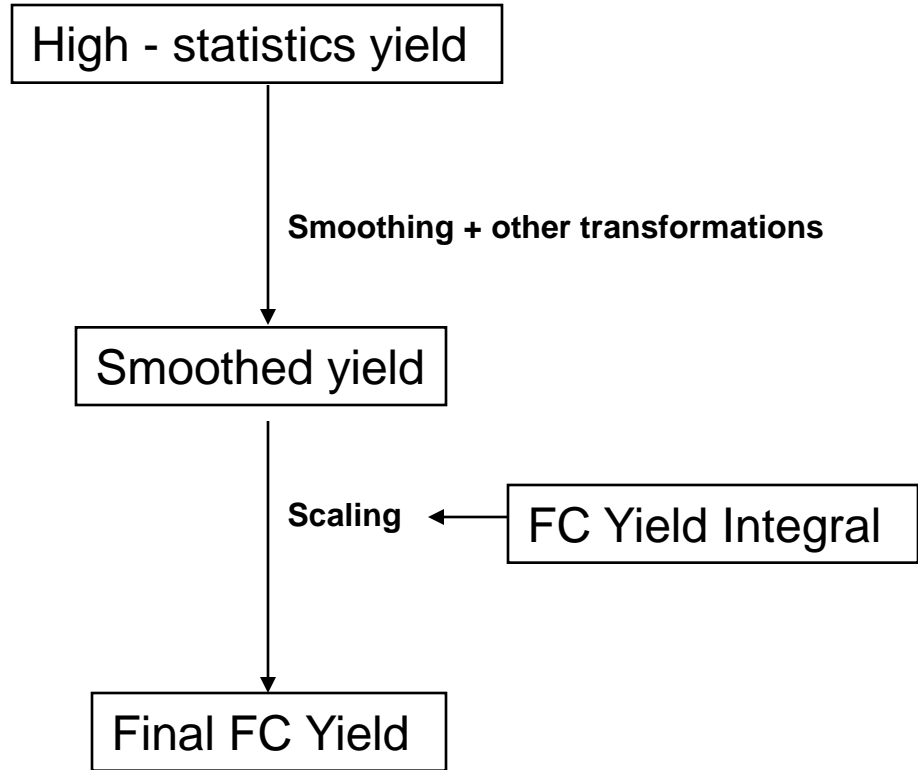 High - statistics yield
Smoothing + other transformations
Smoothed yield
Scaling
FC Yield Integral
Final FC Yield